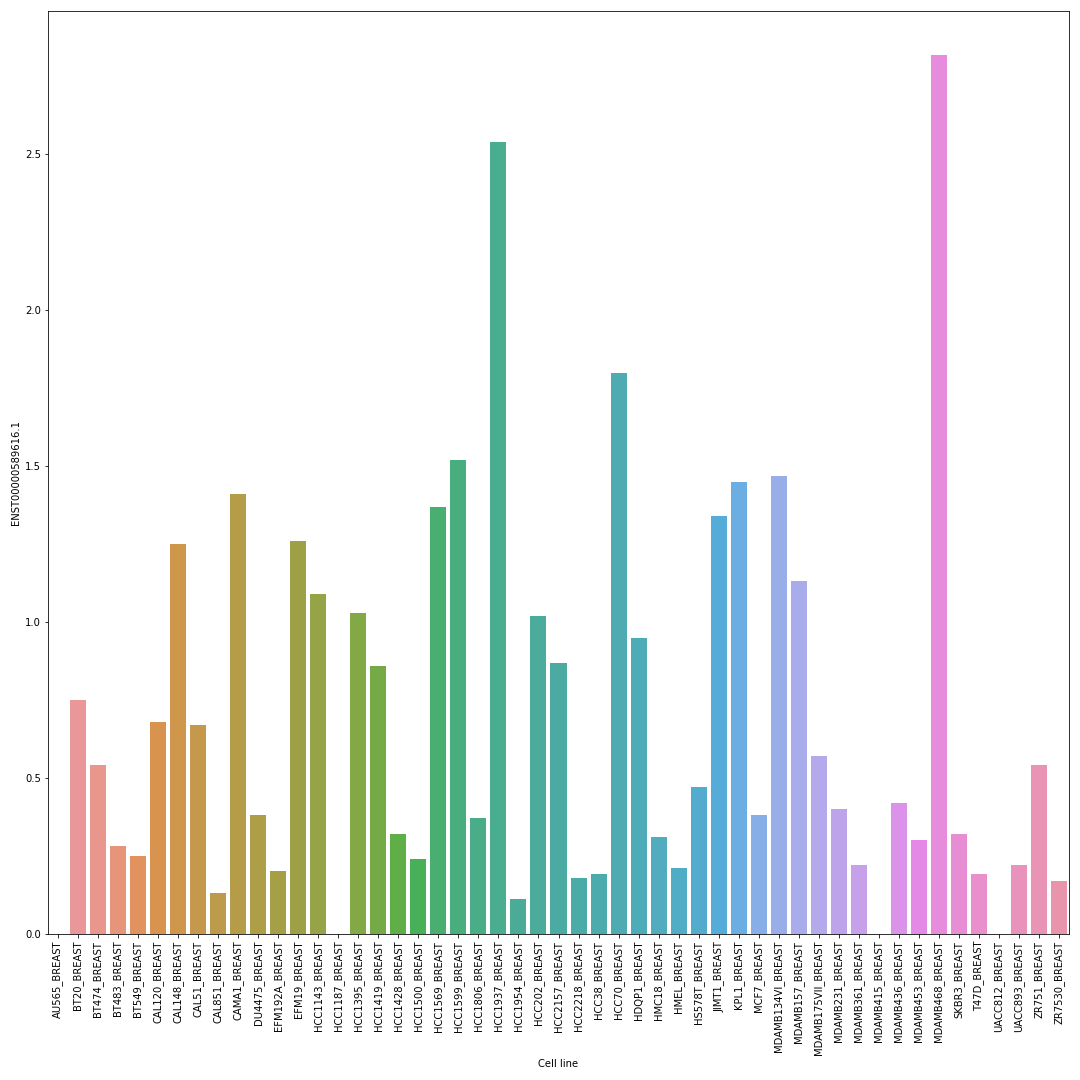 ENST00000589616.1
2.5
2.0
1.5
1.0
0.5
0.0
AU565_BREAST
BT20_BREAST
BT474_BREAST
BT483_BREAST
BT549_BREAST
CAL120_BREAST
CAL148_BREAST
CAL51_BREAST
CAL851_BREAST
CAMA1_BREAST
DU4475_BREAST
EFM192A_BREAST
EFM19_BREAST
HCC1143_BREAST
HCC1187_BREAST
HCC1395_BREAST
HCC1419_BREAST
HCC1428_BREAST
HCC1500_BREAST
HCC1569_BREAST
HCC1599_BREAST
HCC1806_BREAST
HCC1937_BREAST
HCC1954_BREAST
HCC202_BREAST
HCC2157_BREAST
HCC2218_BREAST
HCC38_BREAST
HCC70_BREAST
HDQP1_BREAST
HMC18_BREAST
HMEL_BREAST
HS578T_BREAST
JIMT1_BREAST
KPL1_BREAST
MCF7_BREAST
MDAMB134VI_BREAST
MDAMB157_BREAST
MDAMB175VII_BREAST
MDAMB231_BREAST
MDAMB361_BREAST
MDAMB415_BREAST
MDAMB436_BREAST
MDAMB453_BREAST
MDAMB468_BREAST
SKBR3_BREAST
T47D_BREAST
UACC812_BREAST
UACC893_BREAST
ZR751_BREAST
ZR7530_BREAST
Cell line